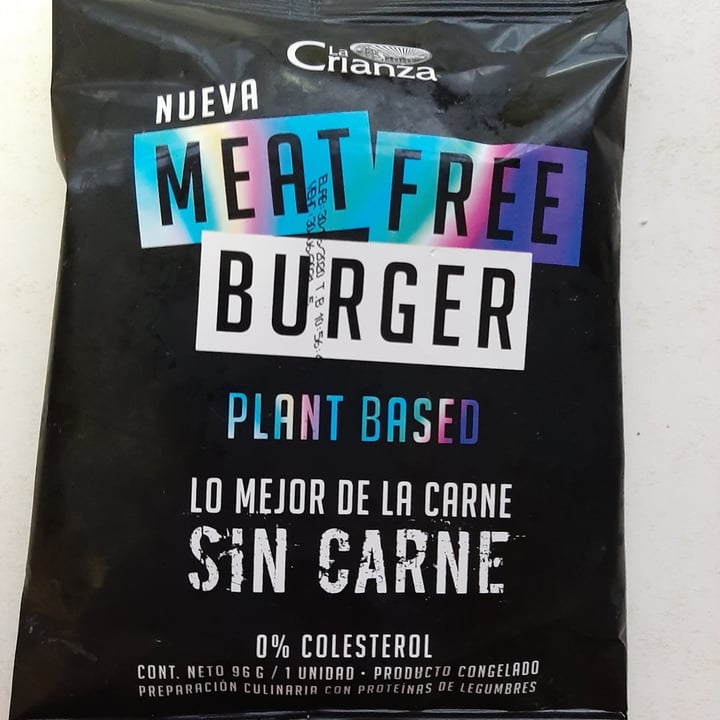 La
Crianza
NUEVA
MEAT FREE
BURGER
PLANT BASED
LO MEJOR DE LA CARNE
SIN CARNE
0% COLESTEROL
CONT. NETO 96 G / 1 UNIDAD · PRODUCTO CONGELADO
PREPARACIÓN CULINARIA CON PROTEÍNAS DE LEGUMBRES